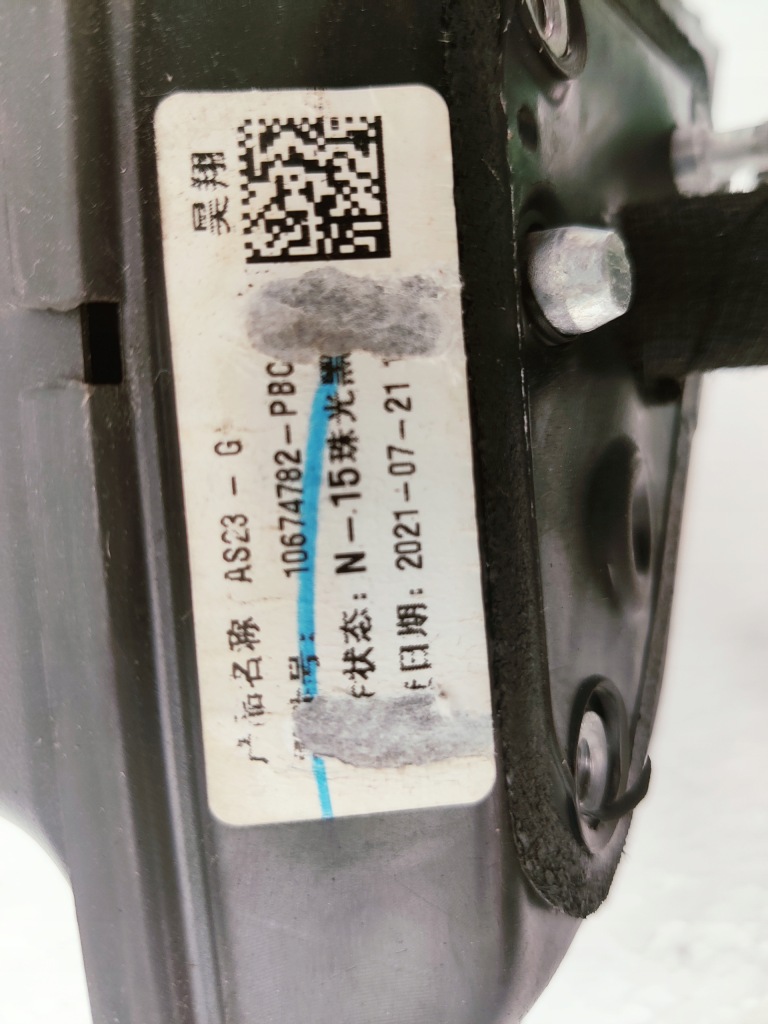 昊翔
产品名称 AS23-G
号: 10674782-PBC
状态: N-15珠光黑
日期: 2021-07-21